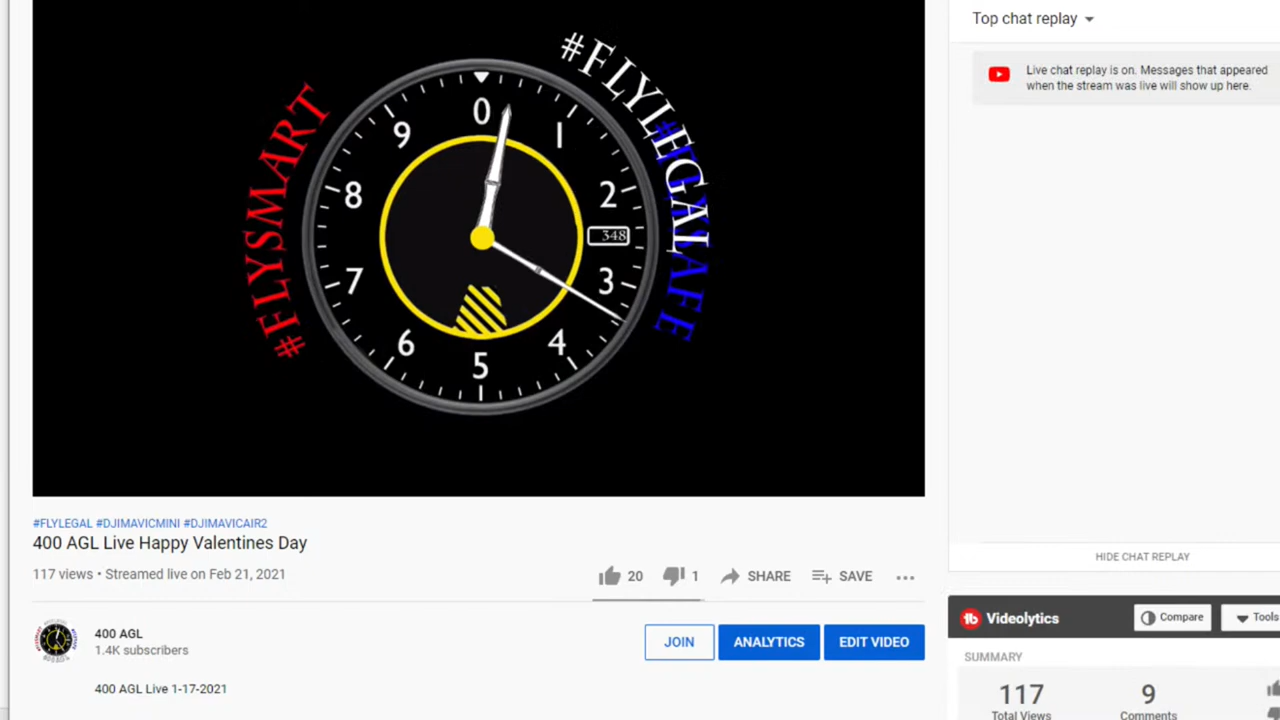 Top chat replay
Live chat replay is on. Messages that appeared
when the stream was live will show up here.
#FLYSMART
#FLYLEGAL
#FLYSAFE
0
1
2
3
4
5
6
7
8
9
348
#FLYLEGAL #DJIMAVICMINI #DJIMAVICAIR2
400 AGL Live Happy Valentines Day
117 views • Streamed live on Feb 21, 2021
20
1
SHARE
SAVE
HIDE CHAT REPLAY
400 AGL
1.4K subscribers
JOIN
ANALYTICS
EDIT VIDEO
400 AGL Live 1-17-2021
tb Videolytics
Compare
Tools
SUMMARY
117
Total Views
9
Comments